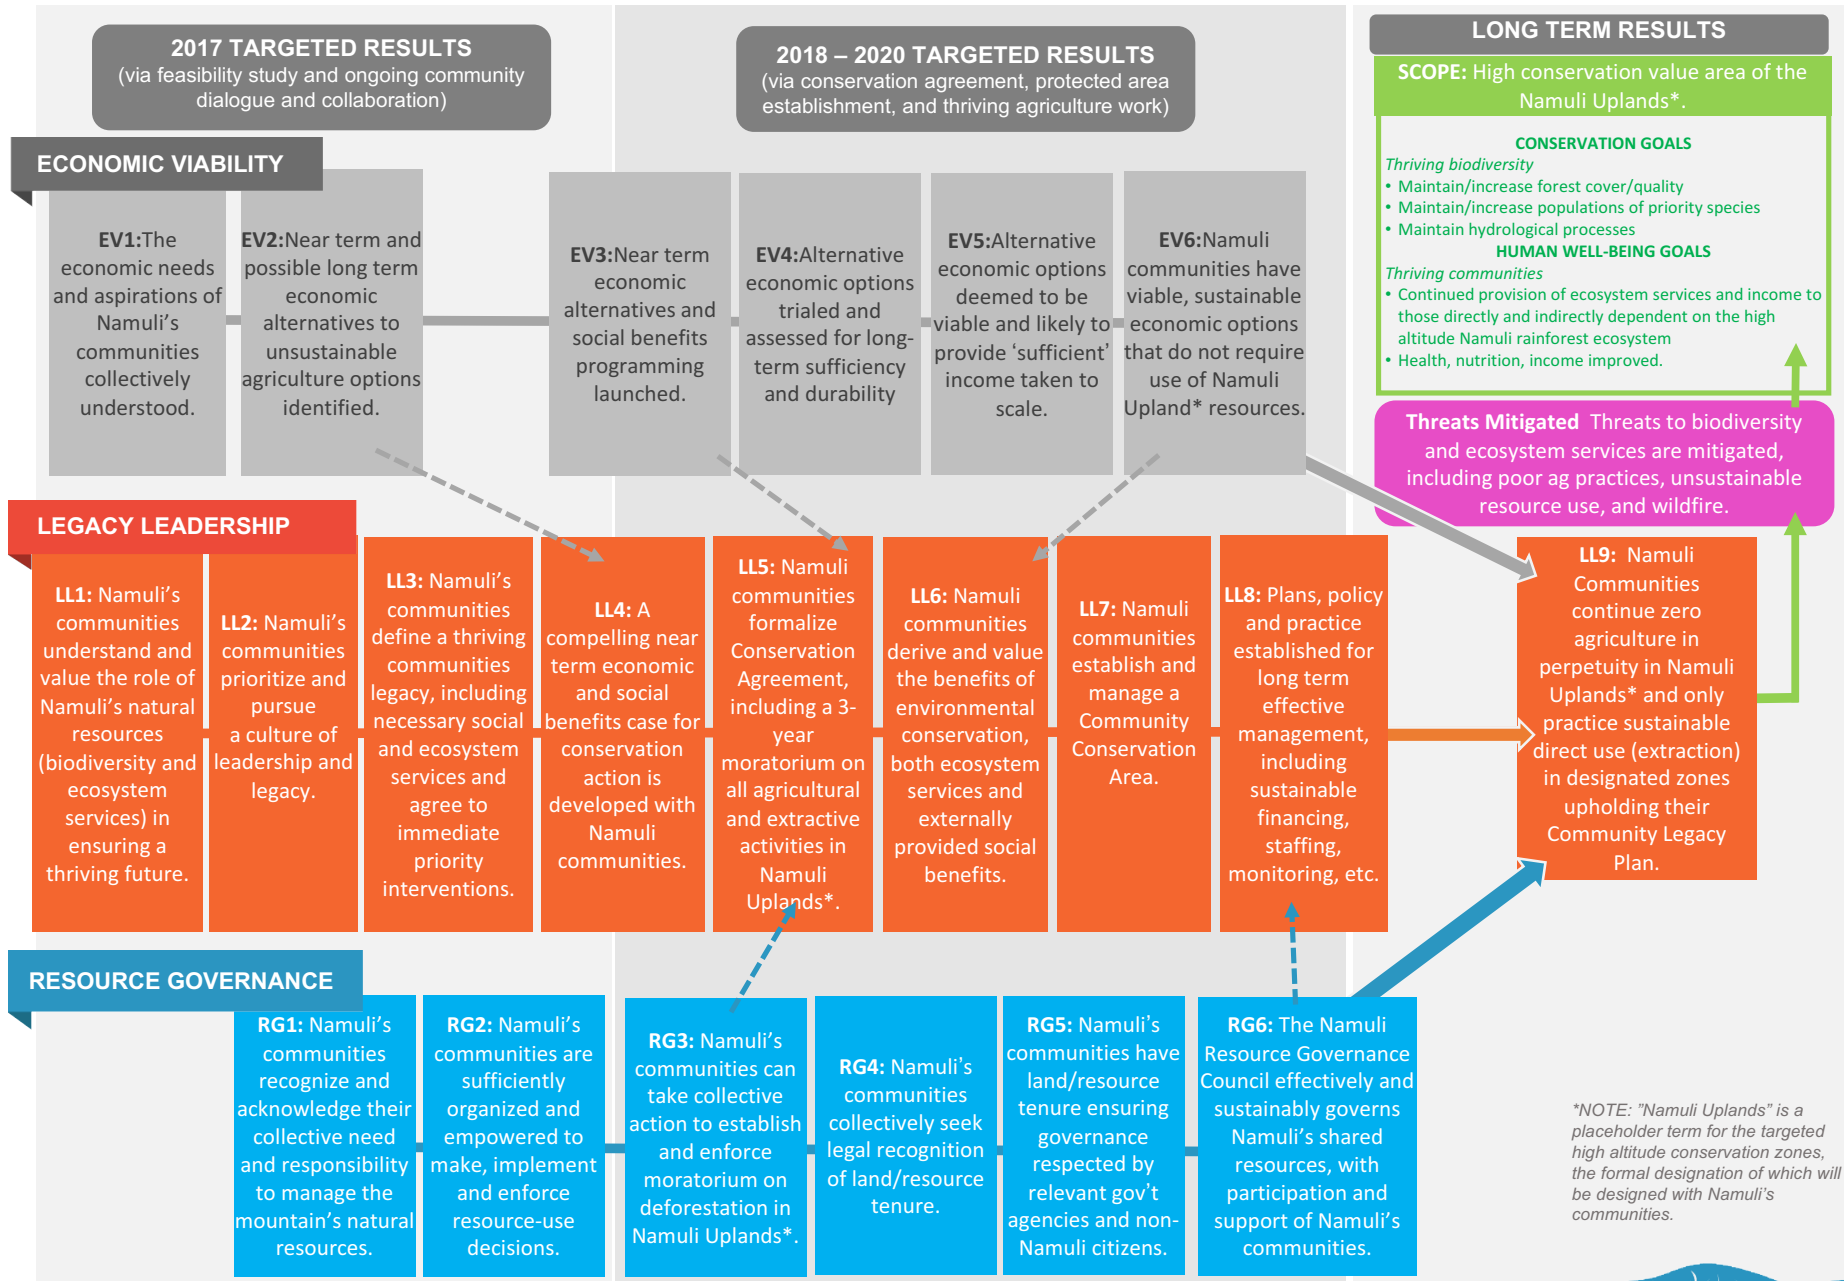 2017 TARGETED RESULTS
(via feasibility study and ongoing community
dialogue and collaboration)
2018 – 2020 TARGETED RESULTS
(via conservation agreement, protected area
establishment, and thriving agriculture work)
LONG TERM RESULTS
SCOPE: High conservation value area of the
Namuli Uplands*.
CONSERVATION GOALS
Thriving biodiversity
• Maintain/increase forest cover/quality
• Maintain/increase populations of priority species
• Maintain hydrological processes
HUMAN WELL-BEING GOALS
Thriving communities
• Continued provision of ecosystem services and income to
those directly and indirectly dependent on the high
altitude Namuli rainforest ecosystem
• Health, nutrition, income improved.
Threats Mitigated Threats to biodiversity
and ecosystem services are mitigated,
including poor ag practices, unsustainable
resource use, and wildfire.
ECONOMIC VIABILITY
EV1:The
economic needs
and aspirations of
Namuli’s
communities
collectively
understood.
EV2:Near term and
possible long term
economic
alternatives to
unsustainable
agriculture options
identified.
EV3:Near term
economic
alternatives and
social benefits
programming
launched.
EV4:Alternative
economic options
trialed and
assessed for long-
term sufficiency
and durability
EV5:Alternative
economic options
deemed to be
viable and likely to
provide ‘sufficient’
income taken to
scale.
EV6:Namuli
communities have
viable, sustainable
economic options
that do not require
use of Namuli
Upland* resources.
LEGACY LEADERSHIP
LL1: Namuli’s
communities
understand and
value the role of
Namuli’s natural
resources
(biodiversity and
ecosystem
services) in
ensuring a
thriving future.
LL2: Namuli’s
communities
prioritize and
pursue
a culture of
leadership and
legacy.
LL3: Namuli’s
communities
define a thriving
communities
legacy, including
necessary social
and ecosystem
services and
agree to
immediate
priority
interventions.
LL4: A
compelling near
term economic
and social
benefits case for
conservation
action is
developed with
Namuli
communities.
LL5: Namuli
communities
formalize
Conservation
Agreement,
including a 3-
year
moratorium on
all agricultural
and extractive
activities in
Namuli
Uplands*.
LL6: Namuli
communities
derive and value
the benefits of
environmental
conservation,
both ecosystem
services and
externally
provided social
benefits.
LL7: Namuli
communities
establish and
manage a
Community
Conservation
Area.
LL8: Plans, policy
and practice
established for
long term
effective
management,
including
sustainable
financing,
staffing,
monitoring, etc.
LL9: Namuli
Communities
continue zero
agriculture in
perpetuity in Namuli
Uplands* and only
practice sustainable
direct use (extraction)
in designated zones
upholding their
Community Legacy
Plan.
RESOURCE GOVERNANCE
RG1: Namuli’s
communities
recognize and
acknowledge their
collective need
and responsibility
to manage the
mountain’s natural
resources.
RG2: Namuli’s
communities are
sufficiently
organized and
empowered to
make, implement
and enforce
resource-use
decisions.
RG3: Namuli’s
communities can
take collective
action to establish
and enforce
moratorium on
deforestation in
Namuli Uplands*.
RG4: Namuli’s
communities
collectively seek
legal recognition
of land/resource
tenure.
RG5: Namuli’s
communities have
land/resource
tenure ensuring
governance
respected by
relevant gov’t
agencies and non-
Namuli citizens.
RG6: The Namuli
Resource Governance
Council effectively and
sustainably governs
Namuli’s shared
resources, with
participation and
support of Namuli’s
communities.
*NOTE: ”Namuli Uplands” is a
placeholder term for the targeted
high altitude conservation zones,
the formal designation of which will
be designed with Namuli’s
communities.